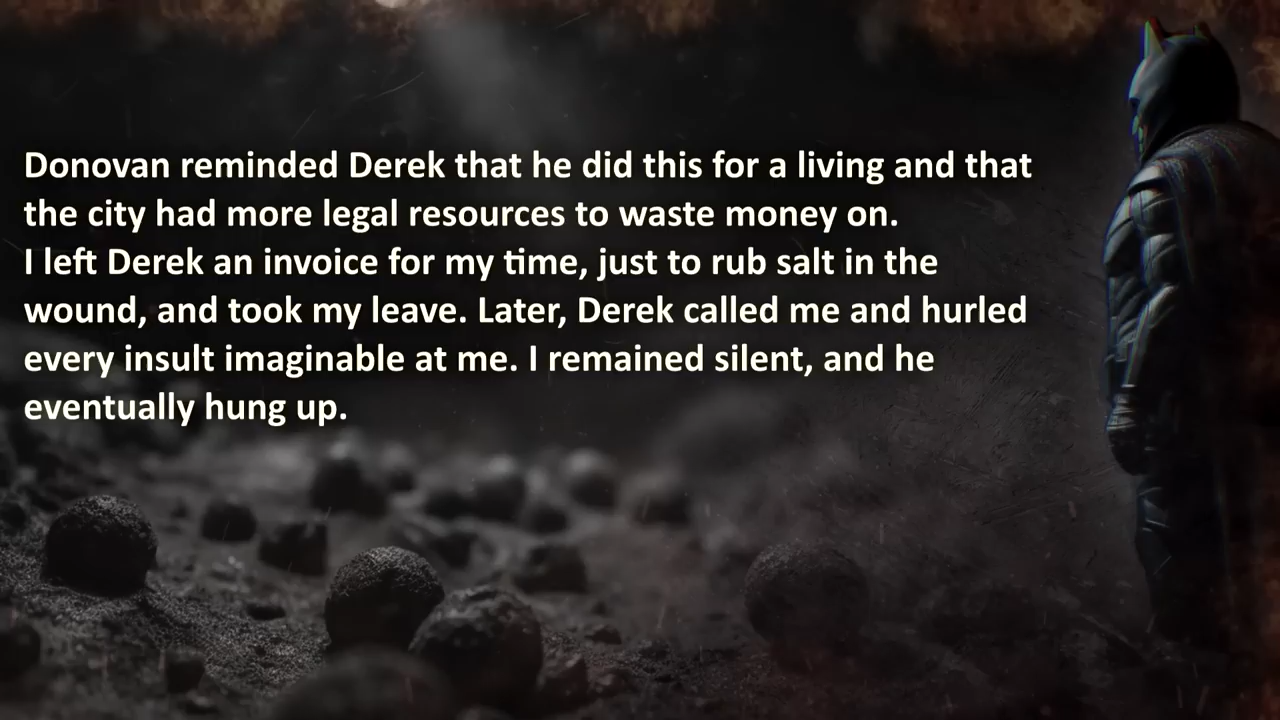 Donovan reminded Derek that he did this for a living and that
the city had more legal resources to waste money on.
I left Derek an invoice for my time, just to rub salt in the
wound, and took my leave. Later, Derek called me and hurled
every insult imaginable at me. I remained silent, and he
eventually hung up.